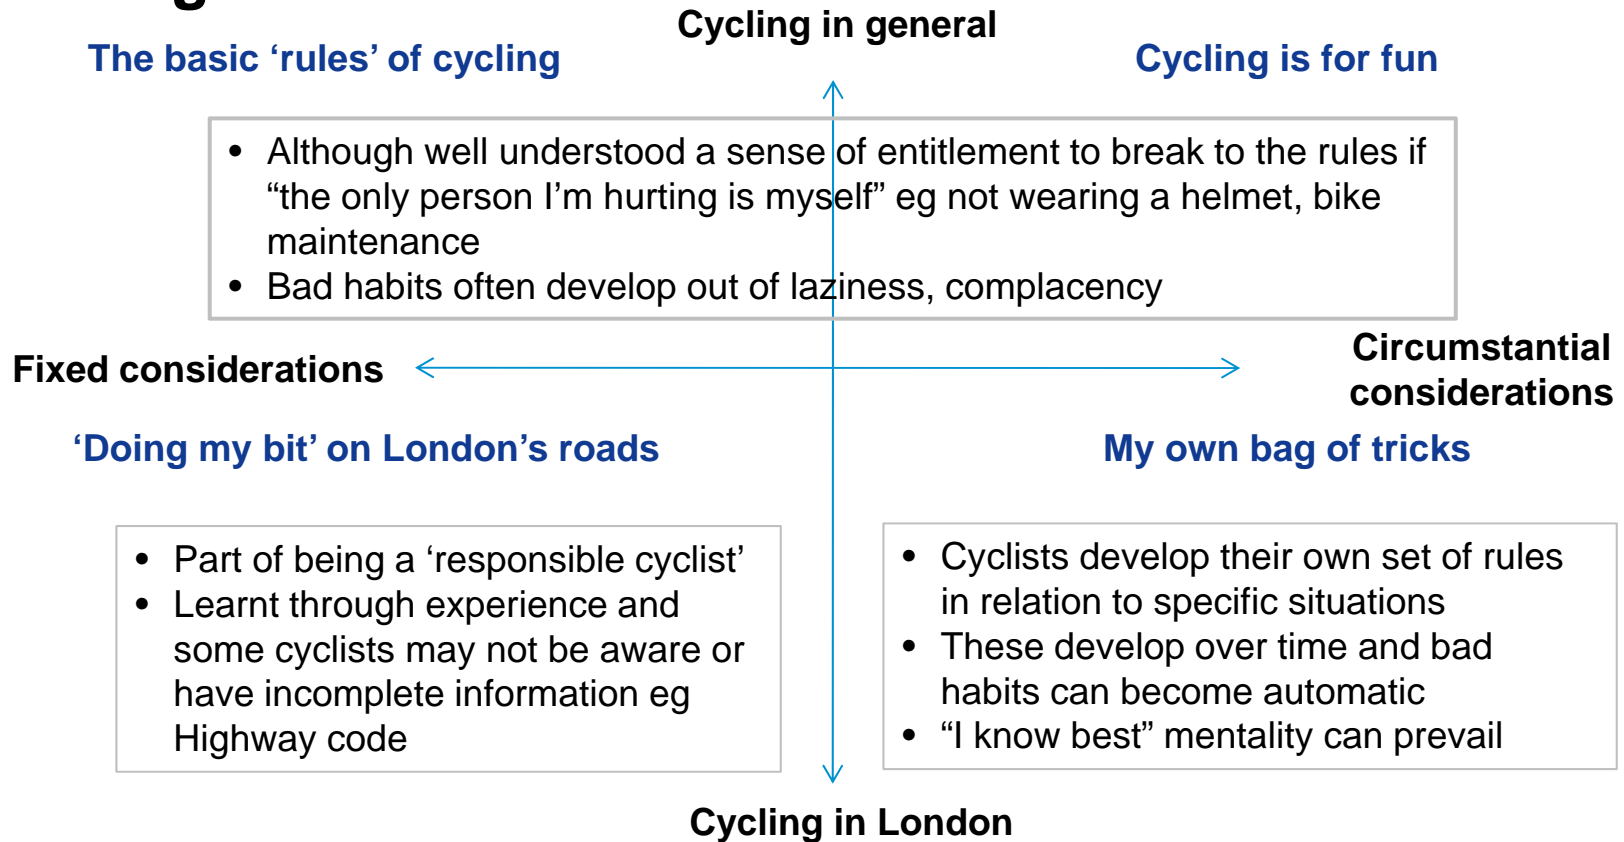 Cycling in general
The basic ‘rules’ of cycling
Cycling is for fun
• Although well understood a sense of entitlement to break to the rules if
“the only person I’m hurting is myself” eg not wearing a helmet, bike
maintenance
• Bad habits often develop out of laziness, complacency
Fixed considerations
Circumstantial
considerations
‘Doing my bit’ on London’s roads
My own bag of tricks
• Part of being a ‘responsible cyclist’
• Learnt through experience and
some cyclists may not be aware or
have incomplete information eg
Highway code
• Cyclists develop their own set of rules
in relation to specific situations
• These develop over time and bad
habits can become automatic
• “I know best” mentality can prevail
Cycling in London